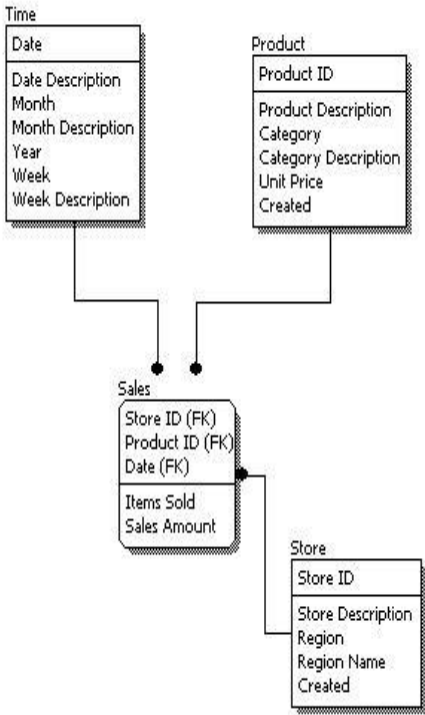 Time
Date
Date Description
Month
Month Description
Year
Week
Week Description
Product
Product ID
Product Description
Category
Category Description
Unit Price
Created
Sales
Store ID (FK)
Product ID (FK)
Date (FK)
Items Sold
Sales Amount
Store
Store ID
Store Description
Region
Region Name
Created